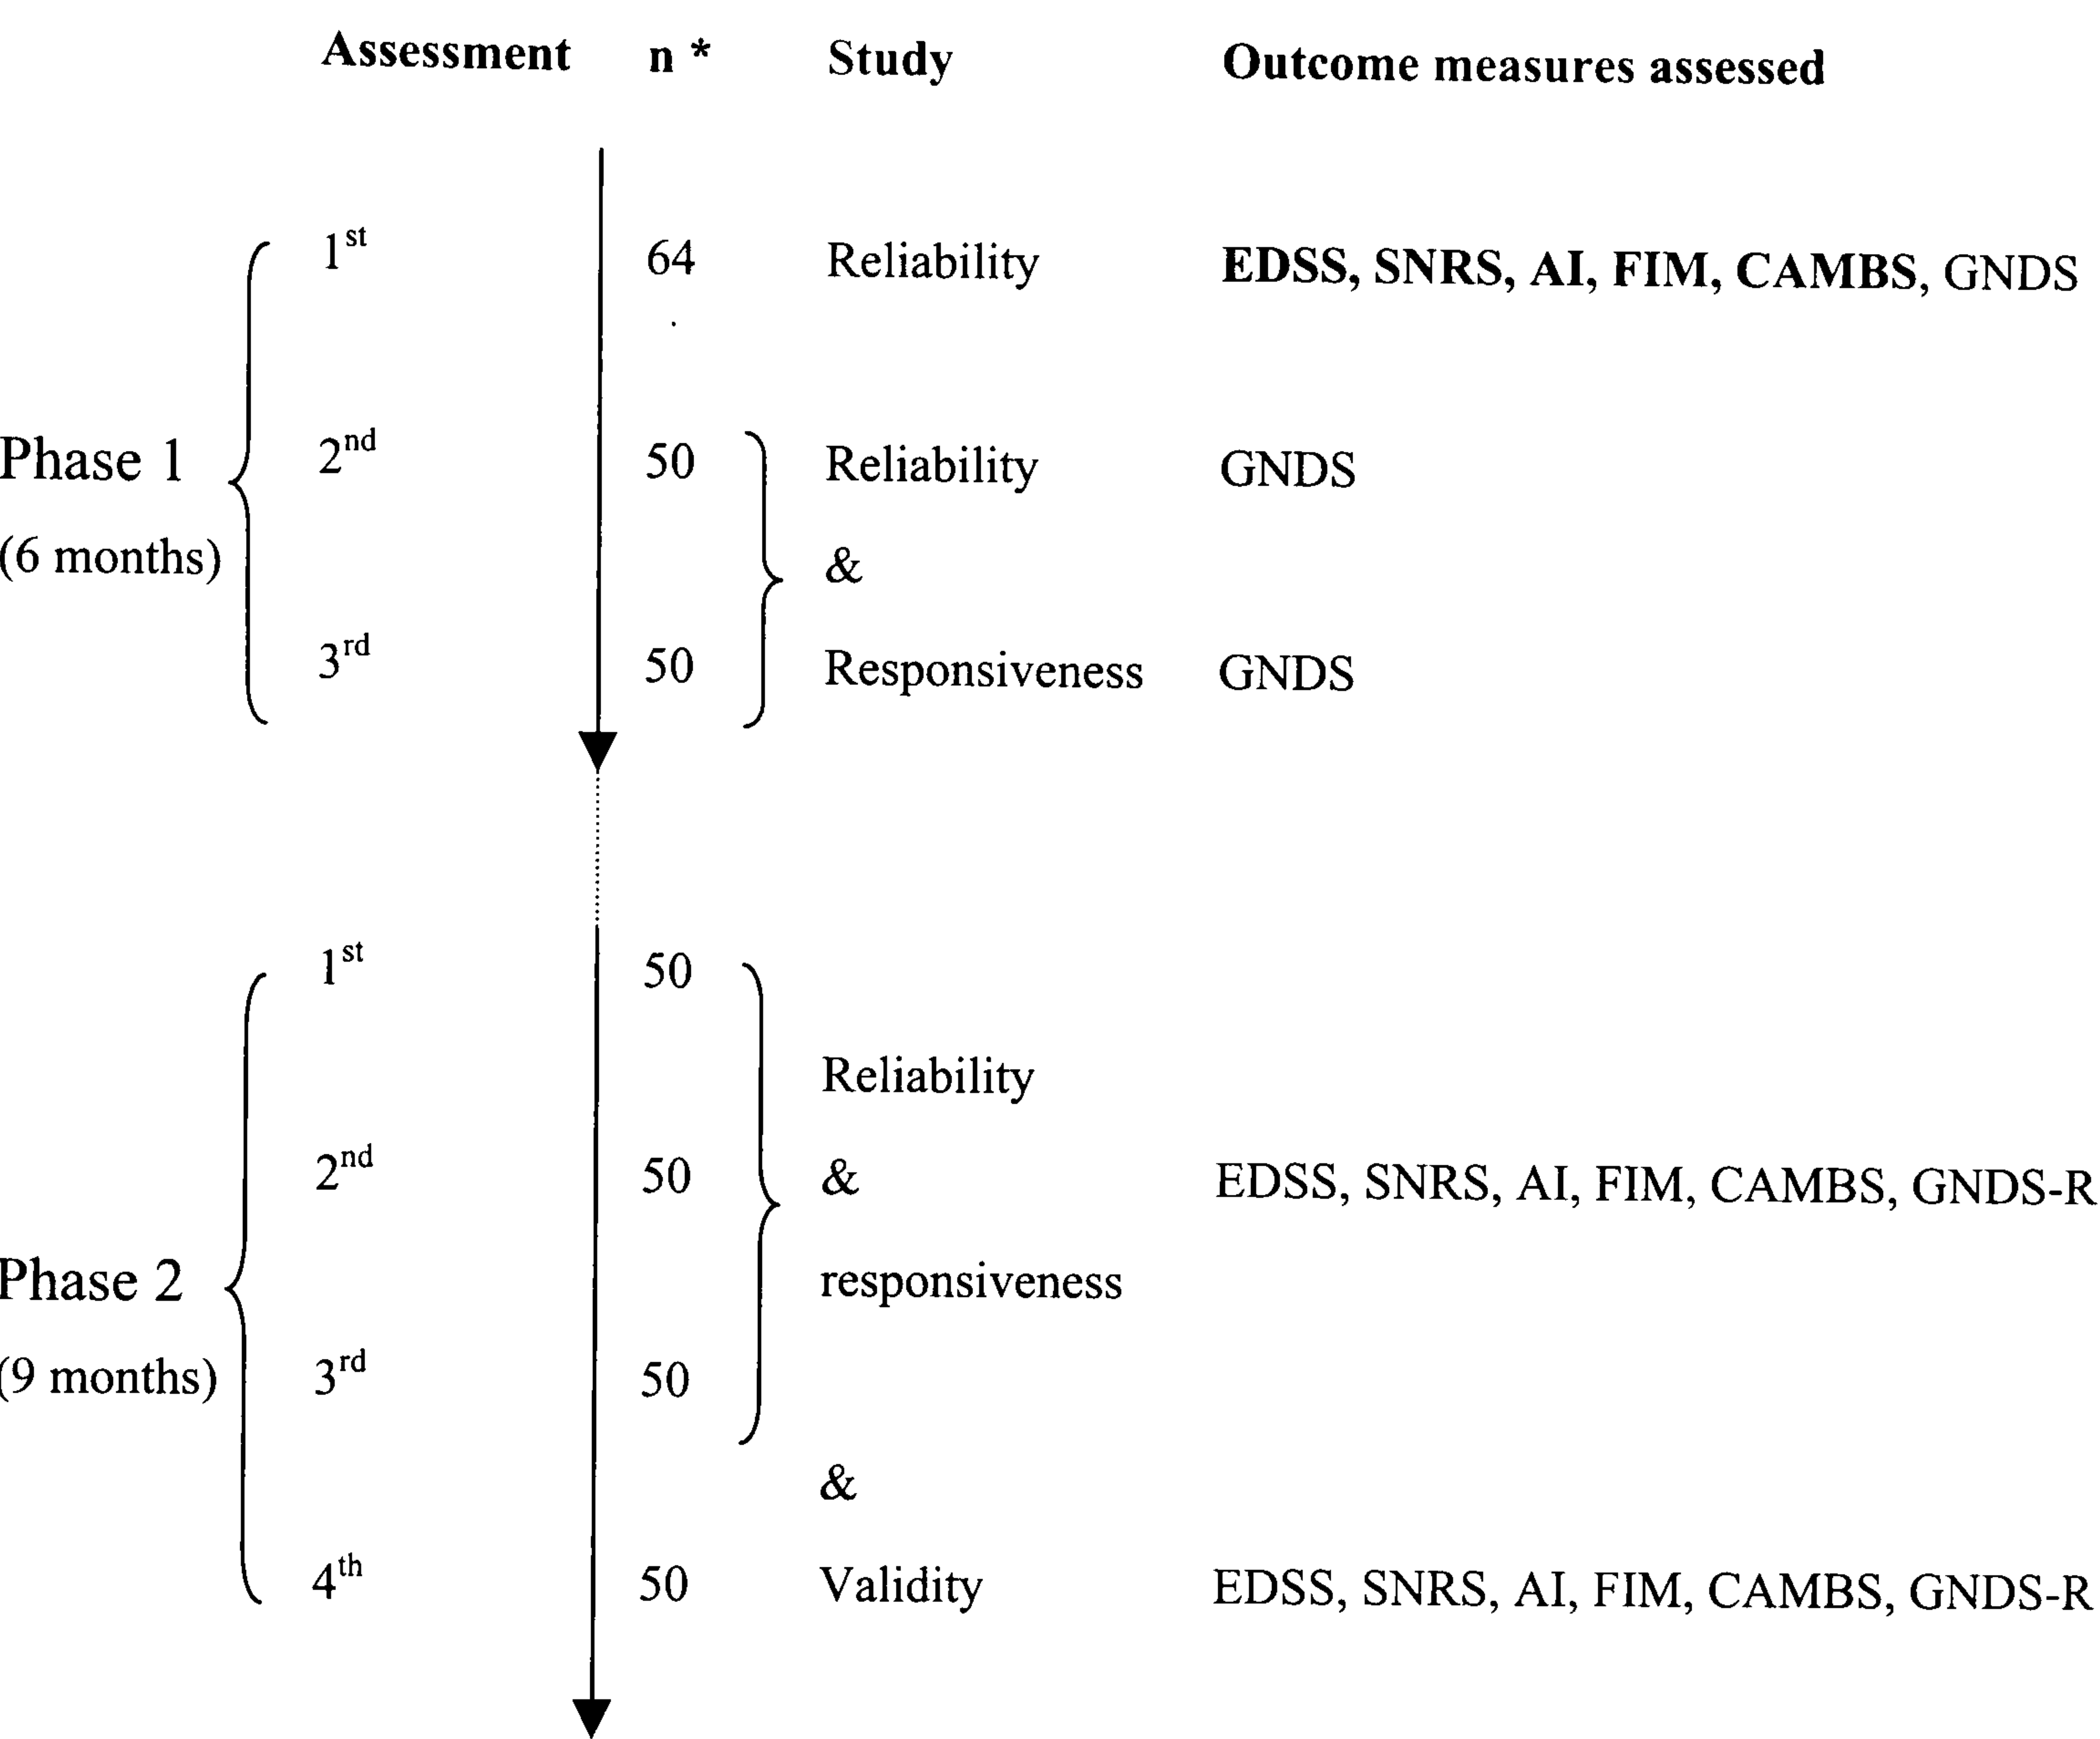 Assessment n * Study Outcome measures assessed
1st 64 Reliability EDSS, SNRS, AI, FIM, CAMBS, GNDS
Phase 1 2nd 50 Reliability GNDS
(6 months) &
3rd 50 Responsiveness GNDS
1st 50
Reliability
2nd 50 & EDSS, SNRS, AI, FIM, CAMBS, GNDS-R
Phase 2 responsiveness
(9 months) 3rd 50
&
4th 50 Validity EDSS, SNRS, AI, FIM, CAMBS, GNDS-R